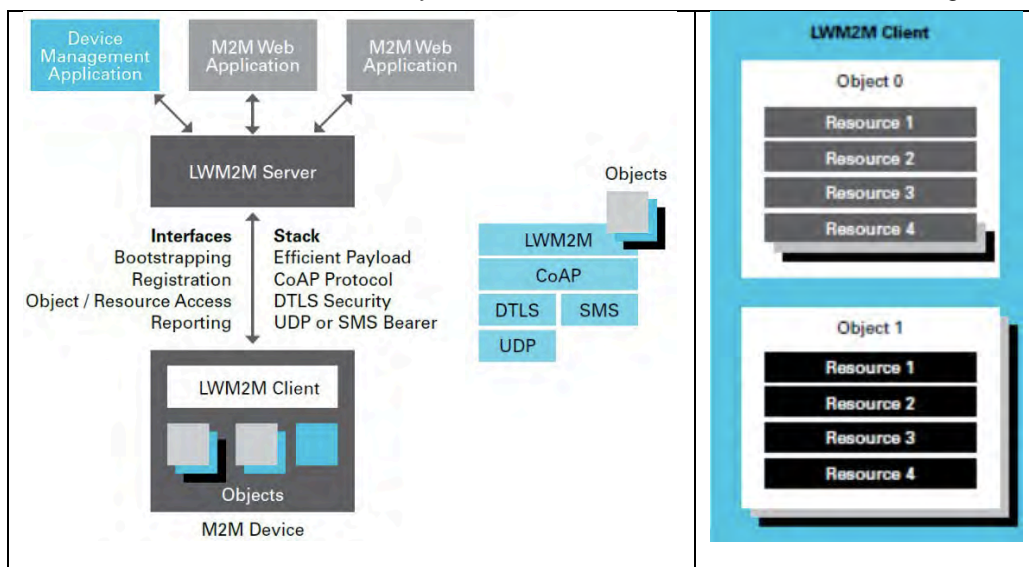 Device
Management
Application
M2M Web
Application
M2M Web
Application
LWM2M Server
Interfaces
Bootstrapping
Registration
Object / Resource Access
Reporting
Stack
Efficient Payload
CoAP Protocol
DTLS Security
UDP or SMS Bearer
LWM2M Client
Objects
M2M Device
Objects
LWM2M
CoAP
DTLS
SMS
UDP
LWM2M Client
Object 0
Resource 1
Resource 2
Resource 3
Resource 4
Object 1
Resource 1
Resource 2
Resource 3
Resource 4